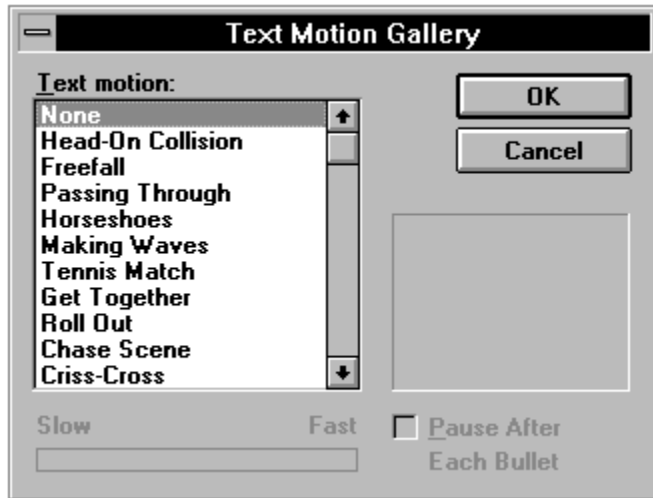 Text Motion Gallery
Text motion:
None
Head-On Collision
Freefall
Passing Through
Horseshoes
Making Waves
Tennis Match
Get Together
Roll Out
Chase Scene
Criss-Cross
OK
Cancel
Slow Fast
Pause After
Each Bullet